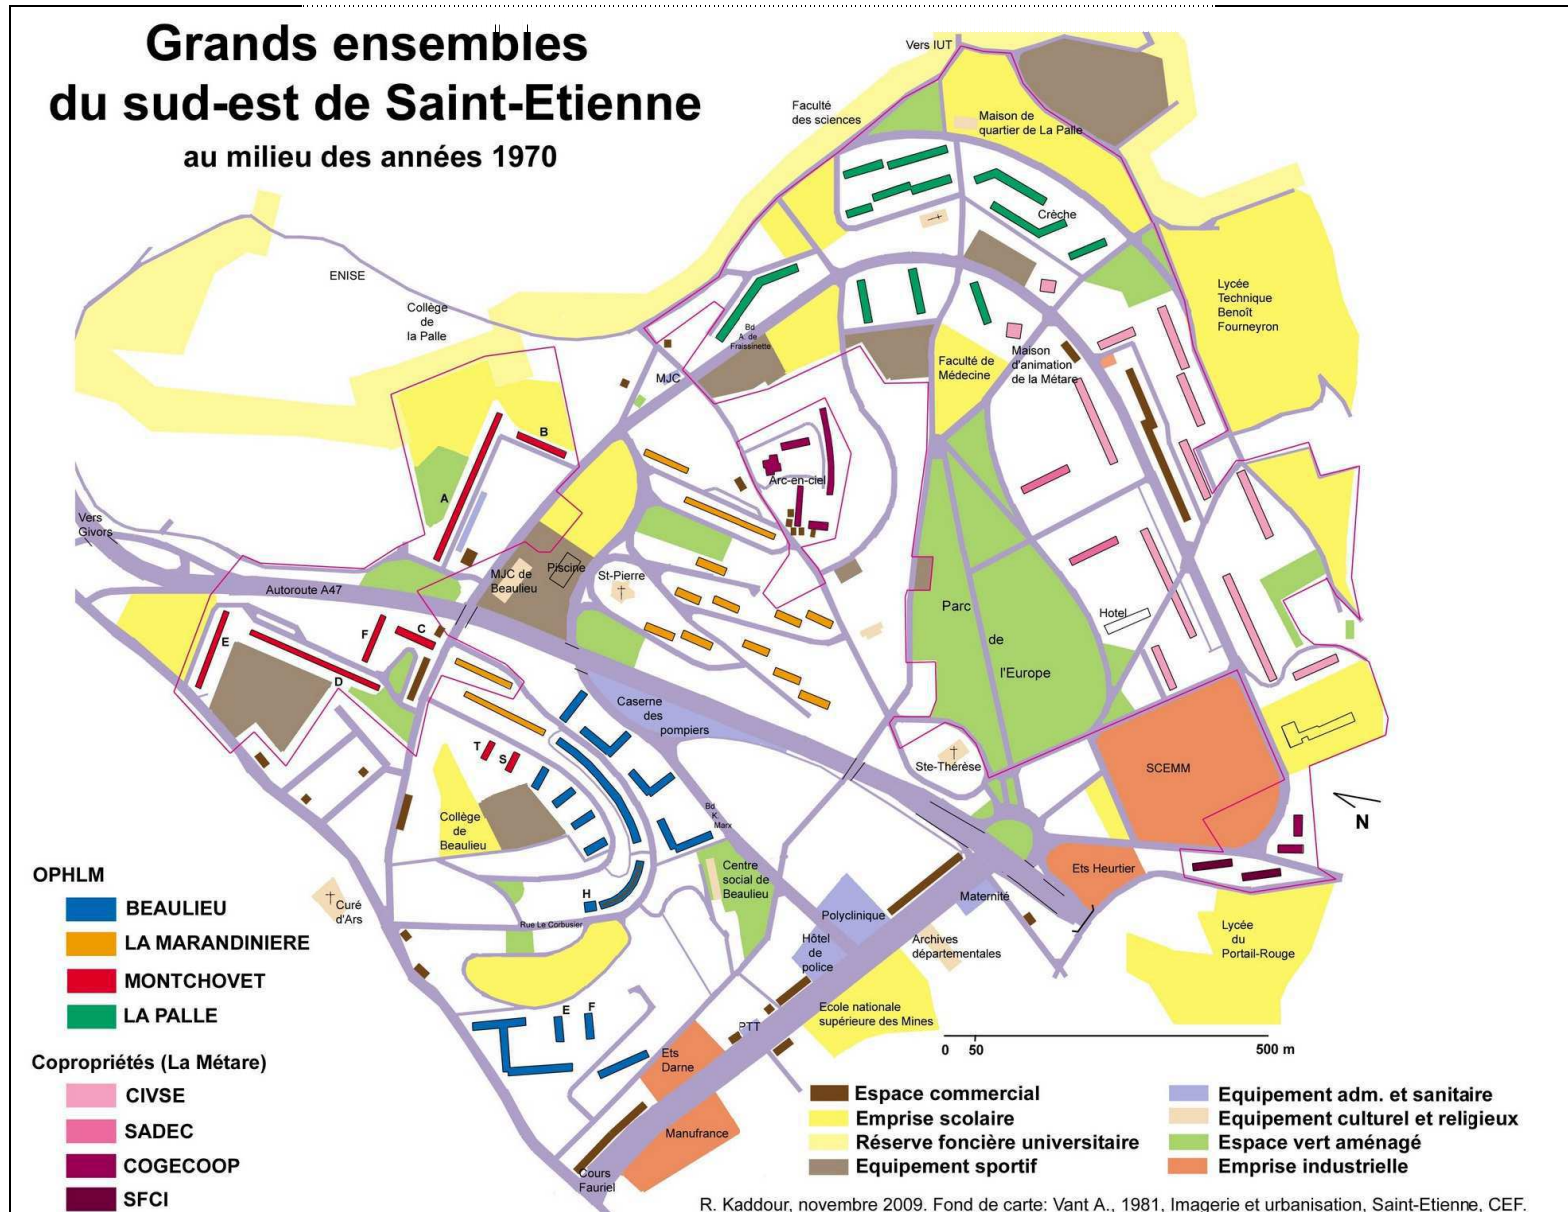 Grands ensembles
du sud-est de Saint-Etienne
au milieu des années 1970
Vers IUT
Faculté
des sciences
Maison de
quartier de La Palle
Crèche
ENISE
Collège
de
la Palle
Lycée
Technique
Benoît
Fourneyron
Bd
A. de
Fraissinette
MJC
Faculté de
Médecine
Maison
d'animation
de la Métare
B
A
Arc-en-ciel
Vers
Givors
Autoroute A47
MJC de
Beaulieu
Piscine
St-Pierre
Parc
de
l'Europe
Hotel
E
F
C
D
Caserne
des
pompiers
T
S
Ste-Thérèse
SCEMM
N
Collège
de
Beaulieu
Bd
K.
Marx
Centre
social de
Beaulieu
Ets Heurtier
Maternité
Polyclinique
H
Rue Le Corbusier
Curé
d'Ars
Hôtel
de
police
Archives
départementales
Lycée
du
Portail-Rouge
E
F
PTT
Ecole nationale
supérieure des Mines
Ets
Darne
Manufrance
Cours
Fauriel
0 50 500 m
OPHLM
BEAULIEU
LA MARANDINIERE
MONTCHOVET
LA PALLE
Copropriétés (La Métare)
CIVSE
SADEC
COGECOOP
SFCI
Espace commercial
Emprise scolaire
Réserve foncière universitaire
Equipement sportif
Equipement adm. et sanitaire
Equipement culturel et religieux
Espace vert aménagé
Emprise industrielle
R. Kaddour, novembre 2009. Fond de carte: Vant A., 1981, Imagerie et urbanisation, Saint-Etienne, CEF.